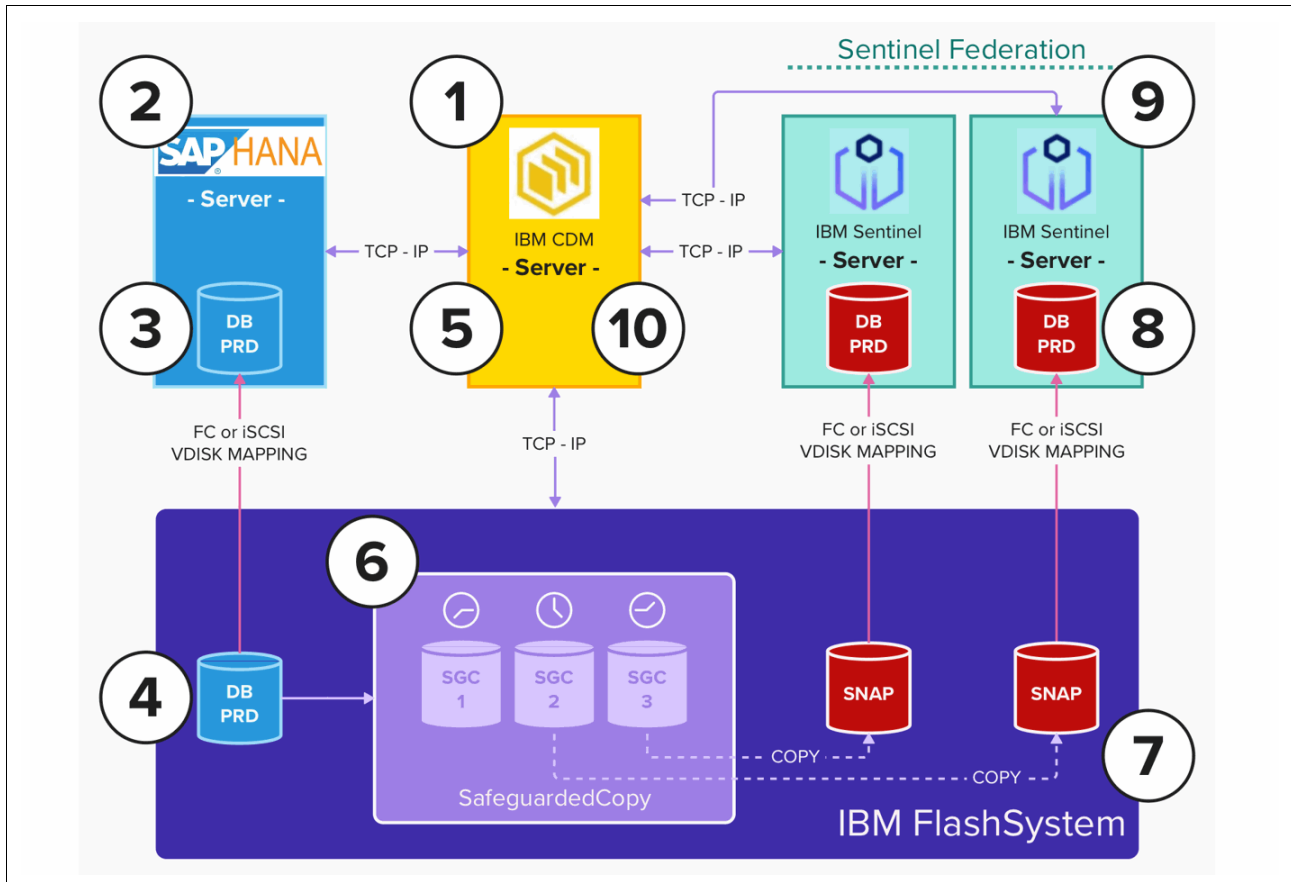 Sentinel Federation
2
1
9
SAP HANA
®
- Server -
IBM CDM
- Server -
IBM Sentinel
- Server -
IBM Sentinel
- Server -
TCP - IP
TCP - IP
TCP - IP
3
DB
PRD
5
10
DB
PRD
DB
PRD
8
FC or iSCSI
VDISK MAPPING
TCP - IP
FC or iSCSI
VDISK MAPPING
FC or iSCSI
VDISK MAPPING
6
4
DB
PRD
SGC
1
SGC
2
SGC
3
SNAP
SNAP
7
COPY
COPY
SafeguardedCopy
IBM FlashSystem